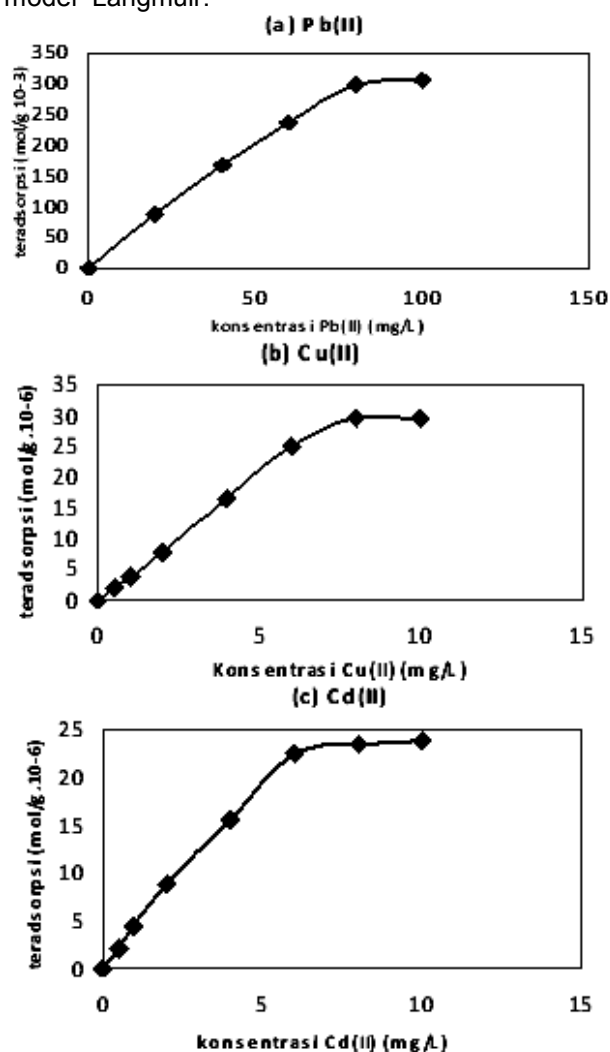 model Langmuir.
(a) Pb(II)
350
300
250
200
150
100
50
0
teradsorpsi (mol/g 10-3)
0 50 100 150
konsentrasi Pb(II) (mg/L)
(b) Cu(II)
35
30
25
20
15
10
5
0
teradsorpsi (mol/g.10-6)
0 5 10 15
Konsentrasi Cu(II) (mg/L)
(c) Cd(II)
25
20
15
10
5
0
teradsorpsi (mol/g.10-6)
0 5 10 15
konsentrasi Cd(II) (mg/L)